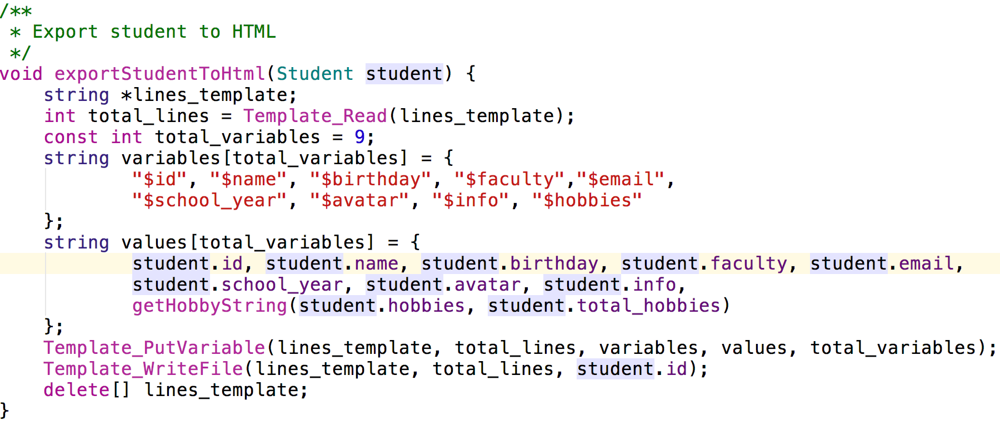 /**
 * Export student to HTML
 */
void exportStudentToHtml(Student student) {
    string *lines_template;
    int total_lines = Template_Read(lines_template);
    const int total_variables = 9;
    string variables[total_variables] = {
            "$id", "$name", "$birthday", "$faculty","$email",
            "$school_year", "$avatar", "$info", "$hobbies"
    };
    string values[total_variables] = {
            student.id, student.name, student.birthday, student.faculty, student.email,
            student.school_year, student.avatar, student.info,
            getHobbyString(student.hobbies, student.total_hobbies)
    };
    Template_PutVariable(lines_template, total_lines, variables, values, total_variables);
    Template_WriteFile(lines_template, total_lines, student.id);
    delete[] lines_template;
}